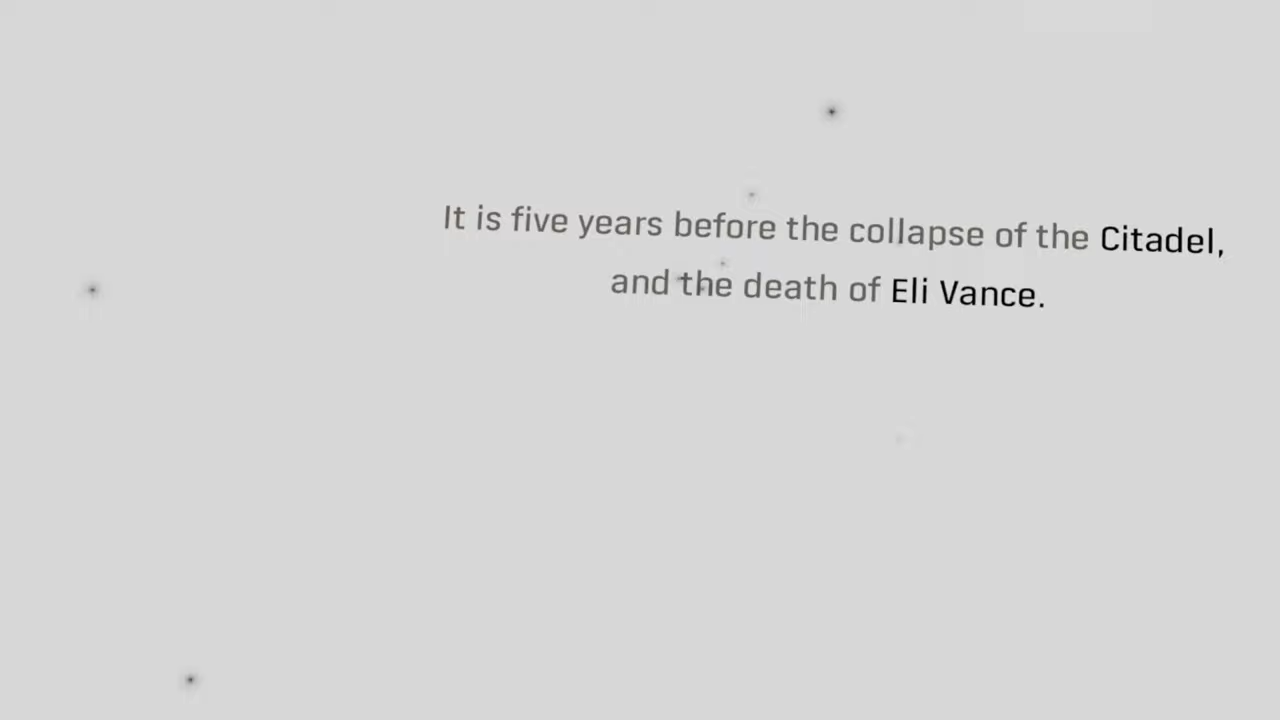 It is five years before the collapse of the Citadel,
and the death of Eli Vance.